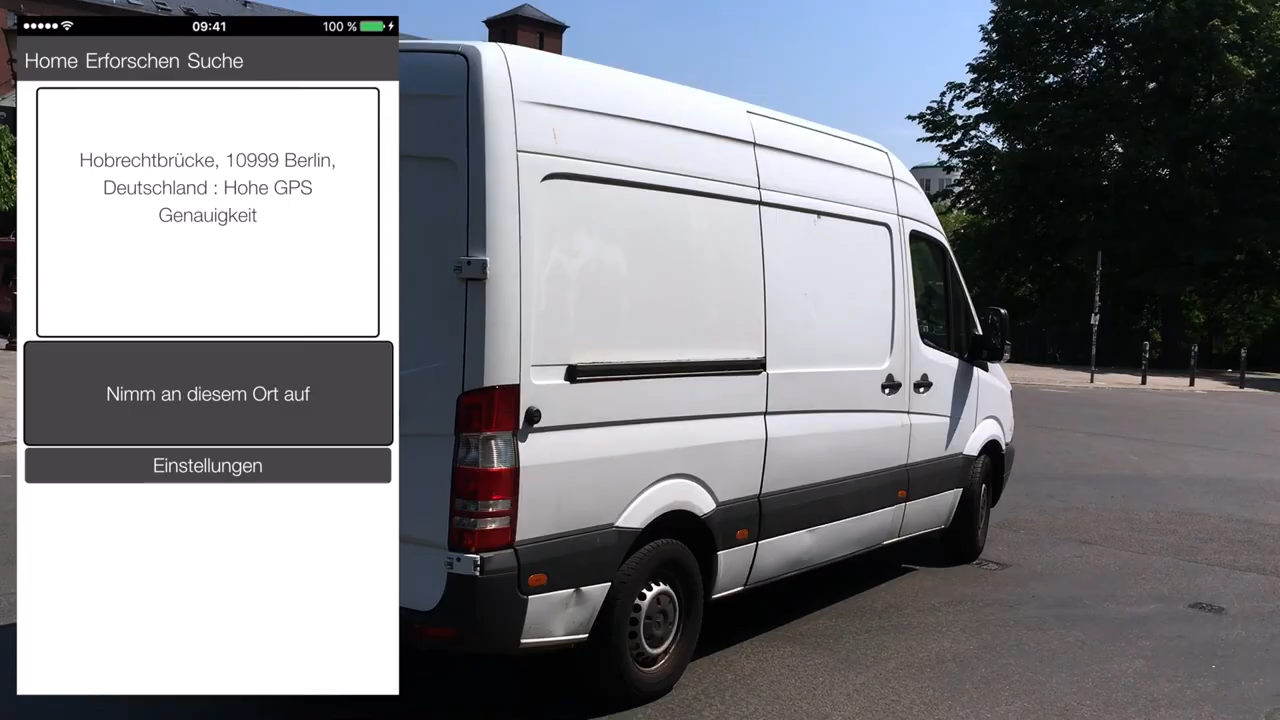 09:41
100 %
Home Erforschen Suche
Hobrechtbrücke, 10999 Berlin,
Deutschland : Hohe GPS
Genauigkeit
Nimm an diesem Ort auf
Einstellungen